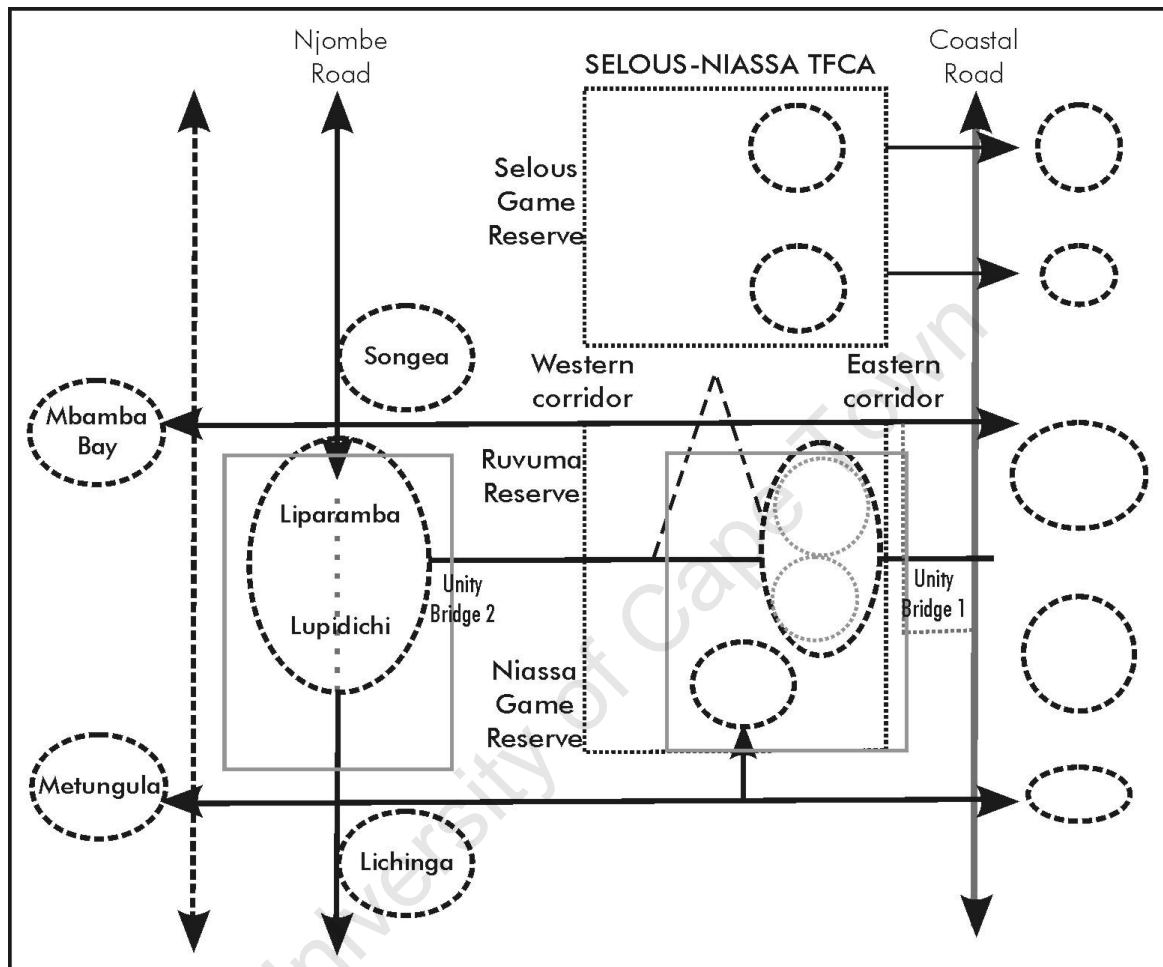 Njombe
Road
SELOUS-NIASSA TFCA
Coastal
Road
Selous
Game
Reserve
Songea
Western
corridor
Eastern
corridor
Mbamba
Bay
Ruvuma
Reserve
Liparamba
Unity
Bridge 2
Unity
Bridge 1
Lupidichi
Niassa
Game
Reserve
Metungula
Lichinga
University of Cape Town